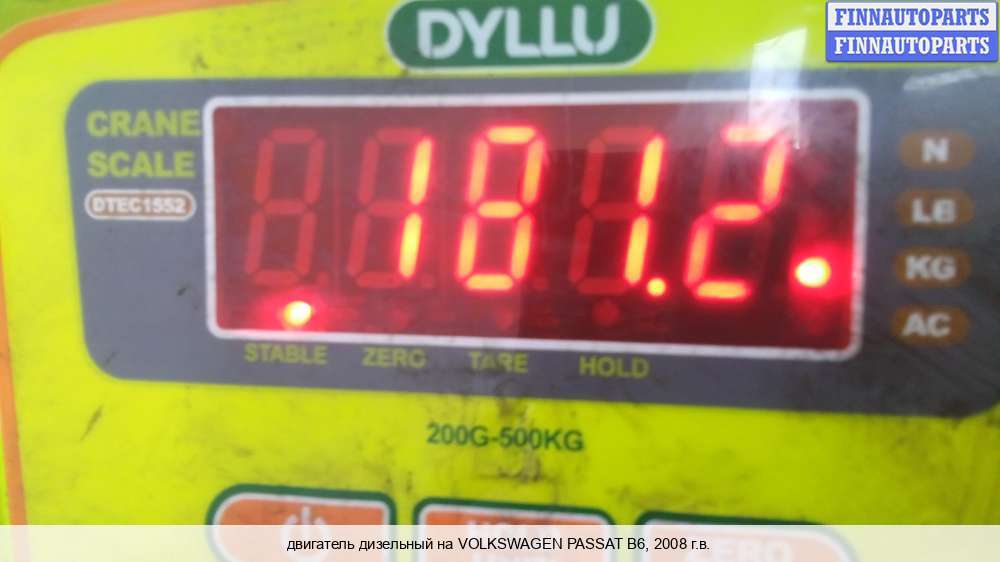 DYLLU
FINNAUTOPARTS
FINNAUTOPARTS
CRANE
SCALE
DTEC1552
181.2
N
LB
KG
AC
STABLE ZERO TARE HOLD
200G-500KG
ZERO
двигатель дизельный на VOLKSWAGEN PASSAT B6, 2008 г.в.